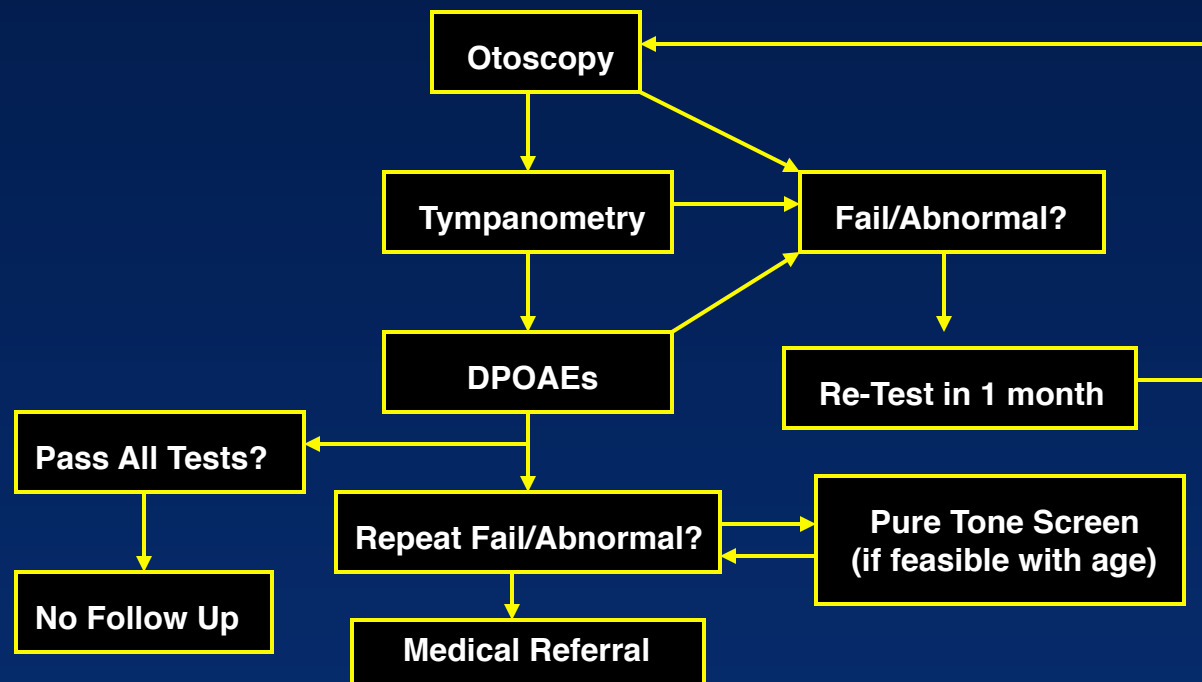 Otoscopy
Tympanometry
Fail/Abnormal?
DPOAEs
Re-Test in 1 month
Pass All Tests?
Repeat Fail/Abnormal?
Pure Tone Screen
(if feasible with age)
No Follow Up
Medical Referral